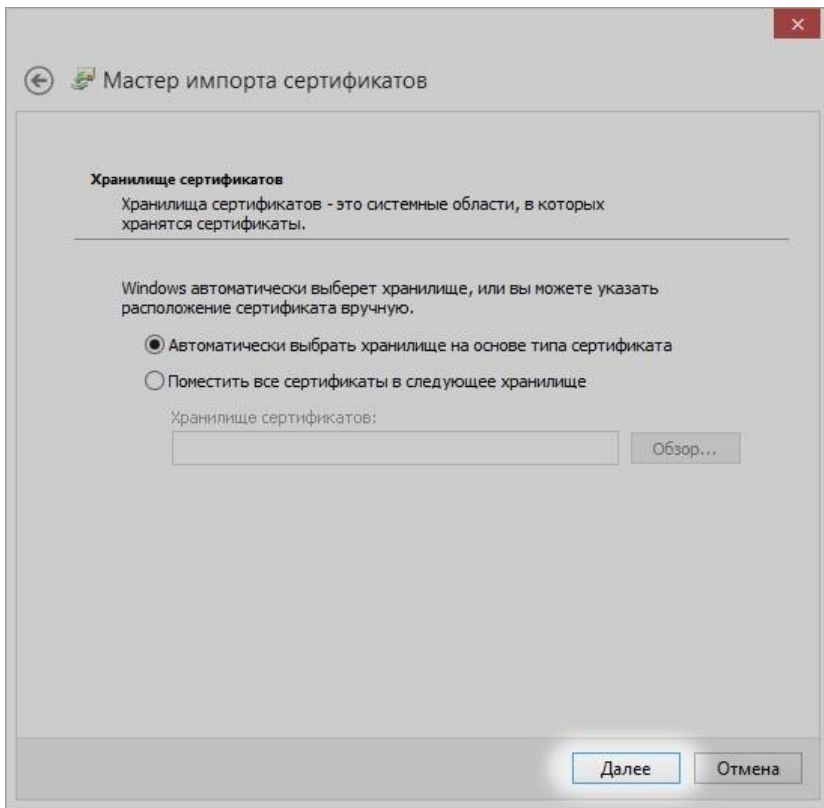 Мастер импорта сертификатов
Хранилище сертификатов
Хранилища сертификатов - это системные области, в которых
хранятся сертификаты.
Windows автоматически выберет хранилище, или вы можете указать
расположение сертификата вручную.
Автоматически выбрать хранилище на основе типа сертификата
Поместить все сертификаты в следующее хранилище
Хранилище сертификатов:
Обзор...
Далее
Отмена